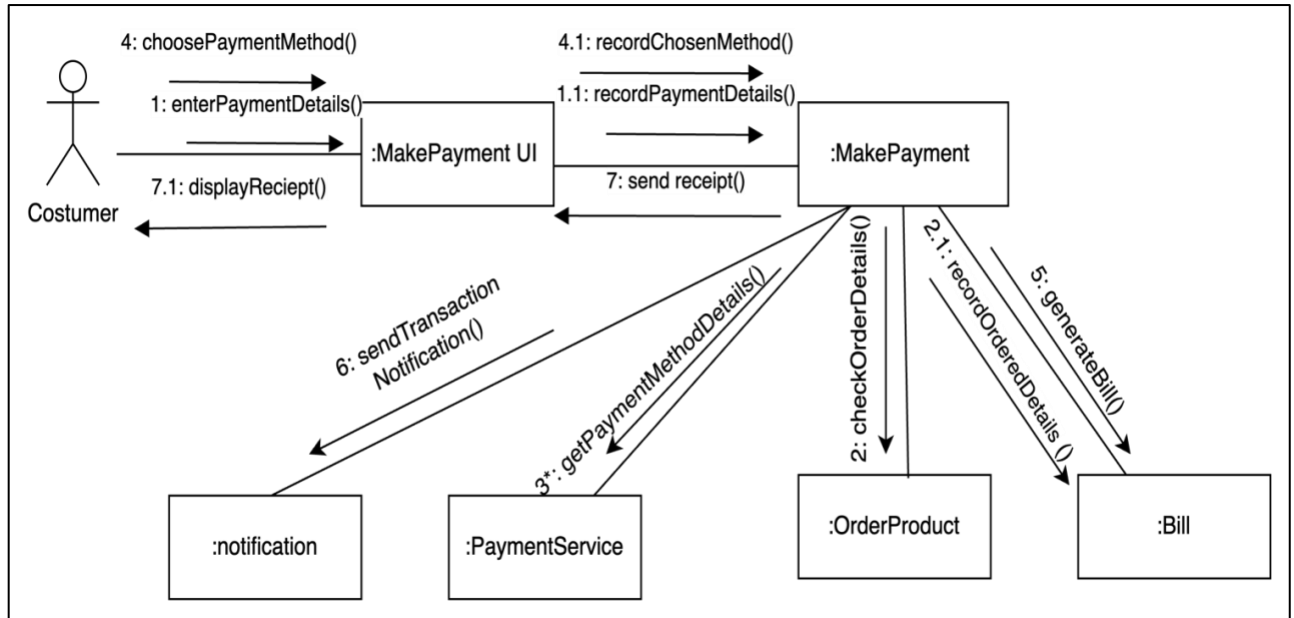 4: choosePaymentMethod()
4.1: recordChosenMethod()
1: enterPaymentDetails()
1.1: recordPaymentDetails()
:MakePayment UI
:MakePayment
7.1: displayReciept()
7: send receipt()
Costumer
6: sendTransaction
Notification()
3*: getPaymentMethodDetails()
2: checkOrderDetails()
2.1: recordOrderedDetails ()
5: generateBill()
:notification
:PaymentService
:OrderProduct
:Bill